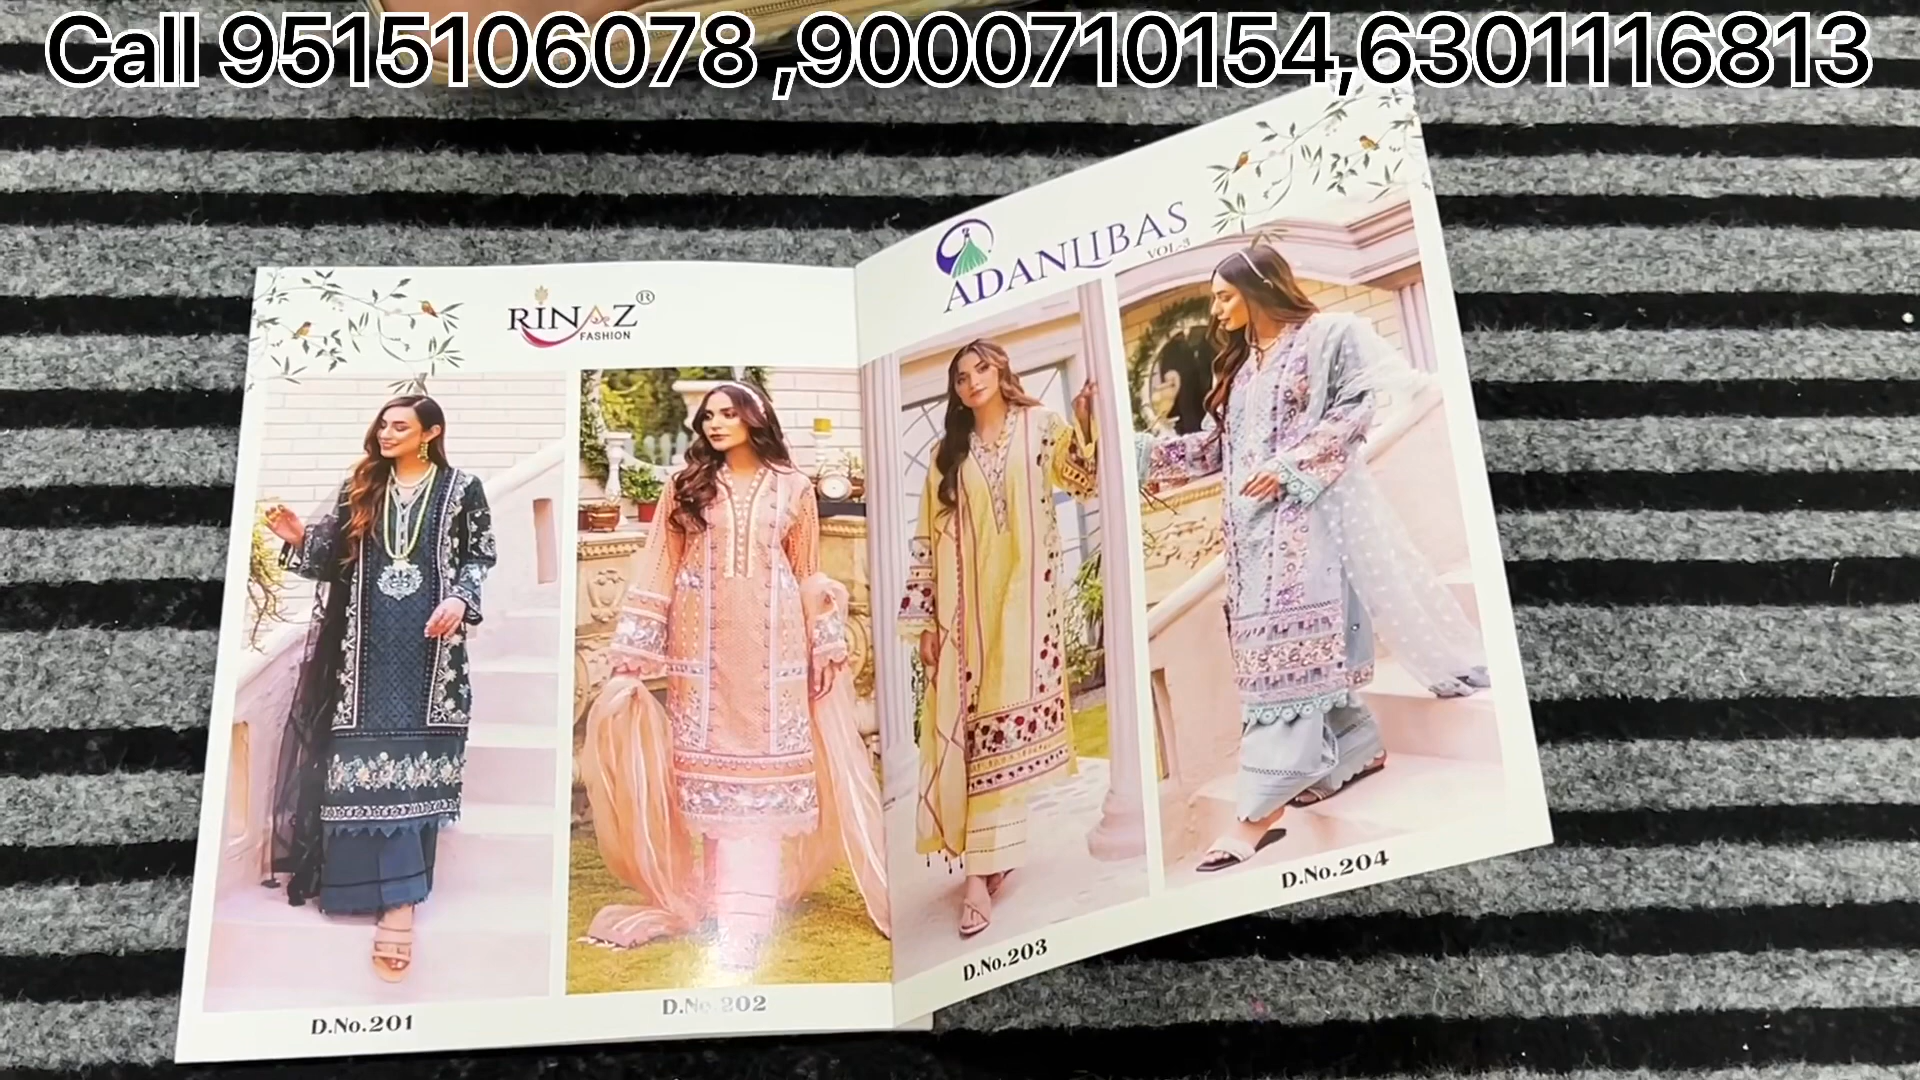 Call 9515106078 ,9000710154,6301116813
RINAZ®
FASHION
ADANLIBAS
VOL-3
D.No.201
D.No.202
D.No.203
D.No.204